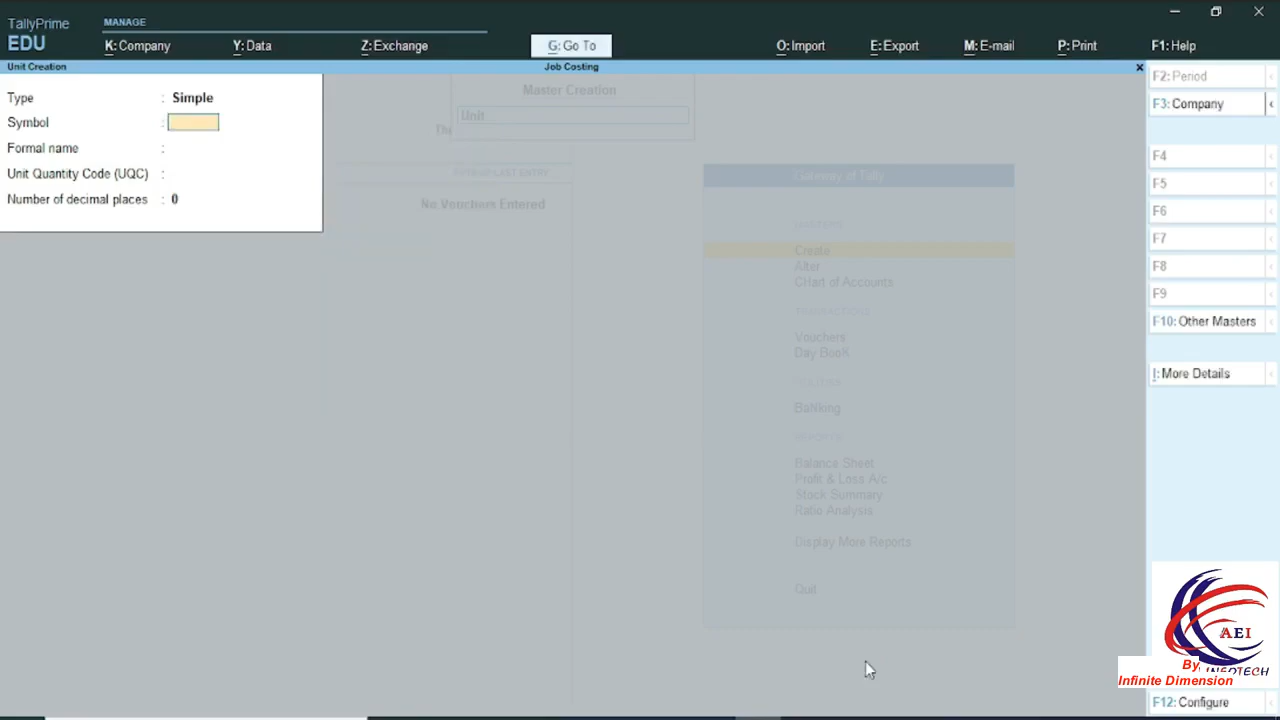 TallyPrime
EDU
MANAGE
K: Company
Y: Data
Z: Exchange
G: Go To
O: Import
E: Export
M: E-mail
P: Print
F1: Help
Unit Creation
Job Costing
x
Type : Simple
Symbol :
Formal name :
Unit Quantity Code (UQC) :
Number of decimal places : 0
Master Creation
Unit
No Vouchers Entered
Gateway of Tally
Create
Alter
CHart of Accounts
Vouchers
Day BooK
BaNking
Balance Sheet
Profit & Loss A/c
Stock Summary
Ratio Analysis
Display More Reports
Quit
F2: Period
F3: Company
F4
F5
F6
F7
F8
F9
F10: Other Masters
I: More Details
AEI
By,
Infinite Dimension
F12: Configure